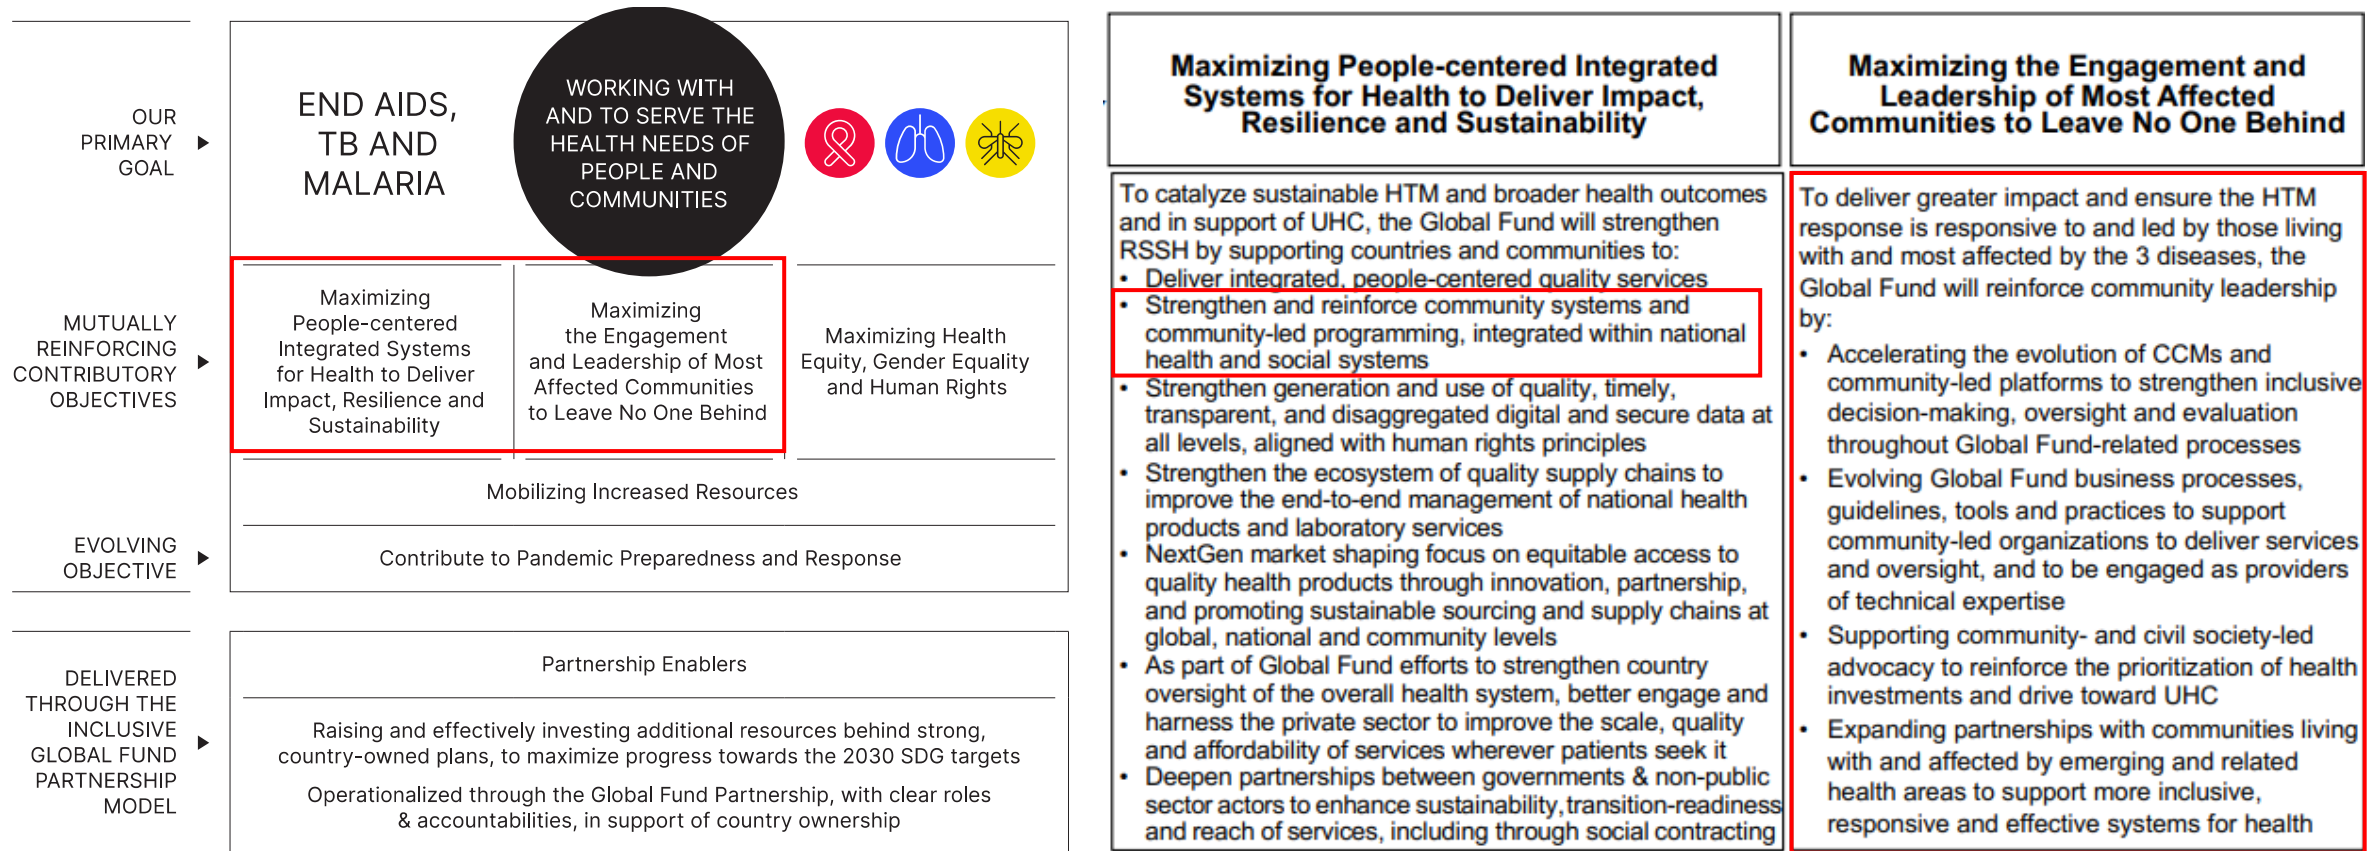 OUR
PRIMARY
GOAL
END AIDS,
TB AND
MALARIA
WORKING WITH
AND TO SERVE THE
HEALTH NEEDS OF
PEOPLE AND
COMMUNITIES
MUTUALLY
REINFORCING
CONTRIBUTORY
OBJECTIVES
Maximizing
People-centered
Integrated Systems
for Health to Deliver
Impact, Resilience and
Sustainability
Maximizing
the Engagement
and Leadership of Most
Affected Communities
to Leave No One Behind
Maximizing Health
Equity, Gender Equality
and Human Rights
Mobilizing Increased Resources
EVOLVING
OBJECTIVE
Contribute to Pandemic Preparedness and Response
DELIVERED
THROUGH THE
INCLUSIVE
GLOBAL FUND
PARTNERSHIP
MODEL
Partnership Enablers
Raising and effectively investing additional resources behind strong,
country-owned plans, to maximize progress towards the 2030 SDG targets
Operationalized through the Global Fund Partnership, with clear roles
& accountabilities, in support of country ownership
Maximizing People-centered Integrated
Systems for Health to Deliver Impact,
Resilience and Sustainability
To catalyze sustainable HTM and broader health outcomes
and in support of UHC, the Global Fund will strengthen
RSSH by supporting countries and communities to:
• Deliver integrated, people-centered quality services
• Strengthen and reinforce community systems and
community-led programming, integrated within national
health and social systems
• Strengthen generation and use of quality, timely,
transparent, and disaggregated digital and secure data at
all levels, aligned with human rights principles
• Strengthen the ecosystem of quality supply chains to
improve the end-to-end management of national health
products and laboratory services
• NextGen market shaping focus on equitable access to
quality health products through innovation, partnership,
and promoting sustainable sourcing and supply chains at
global, national and community levels
• As part of Global Fund efforts to strengthen country
oversight of the overall health system, better engage and
harness the private sector to improve the scale, quality
and affordability of services wherever patients seek it
• Deepen partnerships between governments & non-public
sector actors to enhance sustainability, transition-readiness
and reach of services, including through social contracting
Maximizing the Engagement and
Leadership of Most Affected
Communities to Leave No One Behind
To deliver greater impact and ensure the HTM
response is responsive to and led by those living
with and most affected by the 3 diseases, the
Global Fund will reinforce community leadership
by:
• Accelerating the evolution of CCMs and
community-led platforms to strengthen inclusive
decision-making, oversight and evaluation
throughout Global Fund-related processes
• Evolving Global Fund business processes,
guidelines, tools and practices to support
community-led organizations to deliver services
and oversight, and to be engaged as providers
of technical expertise
• Supporting community- and civil society-led
advocacy to reinforce the prioritization of health
investments and drive toward UHC
• Expanding partnerships with communities living
with and affected by emerging and related
health areas to support more inclusive,
responsive and effective systems for health